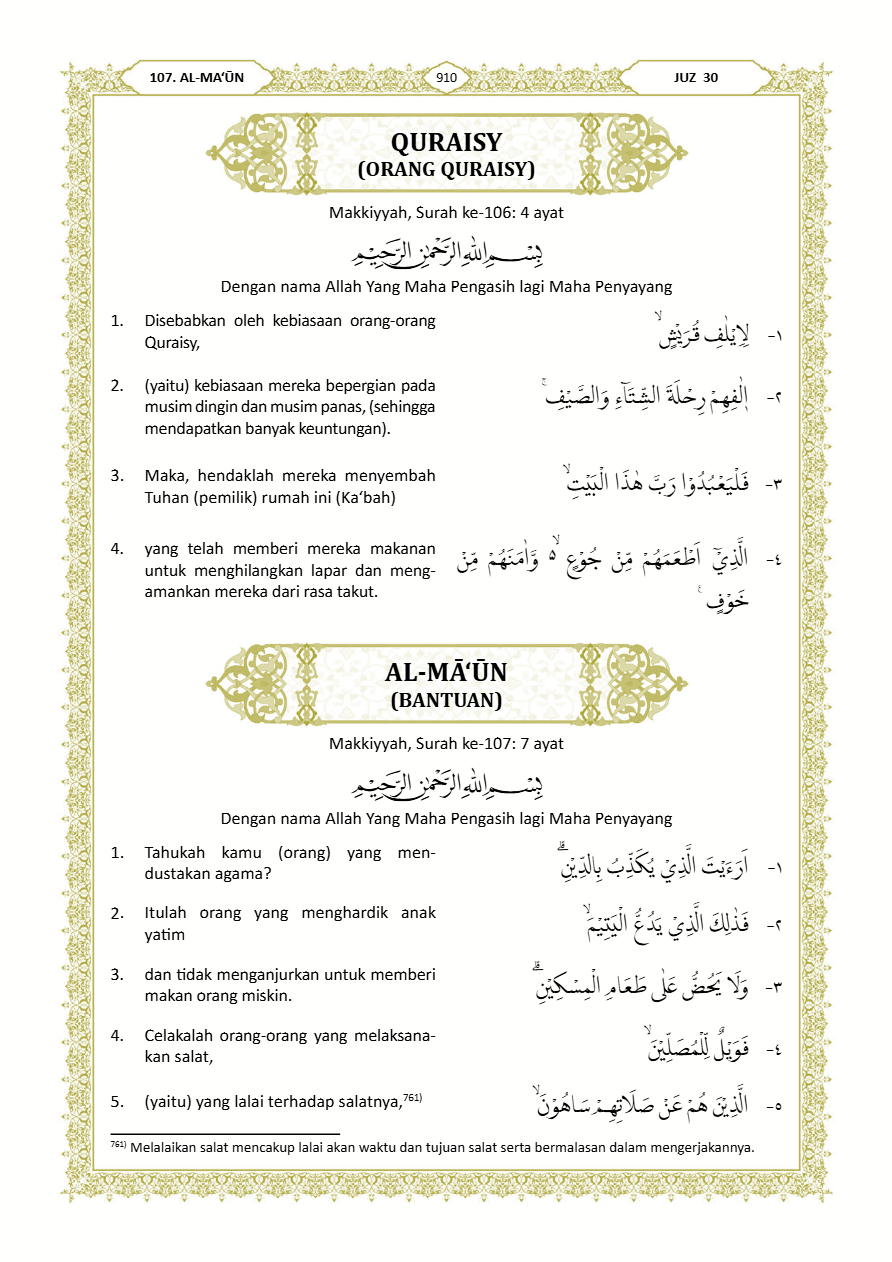 107. AL-MA‘ŪN 910 JUZ 30
QURAISY
(ORANG QURAISY)
Makkiyyah, Surah ke-106: 4 ayat
بِسْمِ اللّٰهِ الرَّحْمٰنِ الرَّحِيْمِ
Dengan nama Allah Yang Maha Pengasih lagi Maha Penyayang
1. Disebabkan oleh kebiasaan orang-orang
Quraisy,
١- لِاِيْلٰفِ قُرَيْشٍۙ
2. (yaitu) kebiasaan mereka bepergian pada
musim dingin dan musim panas, (sehingga
mendapatkan banyak keuntungan).
٢- اٖلٰفِهِمْ رِحْلَةَ الشِّتَاۤءِ وَالصَّيْفِۚ
3. Maka, hendaklah mereka menyembah
Tuhan (pemilik) rumah ini (Ka‘bah)
٣- فَلْيَعْبُدُوْا رَبَّ هٰذَا الْبَيْتِۙ
4. yang telah memberi mereka makanan
untuk menghilangkan lapar dan meng-
amankan mereka dari rasa takut.
٤- الَّذِيْٓ اَطْعَمَهُمْ مِّنْ جُوْعٍ ۙ ەۙ وَّاٰمَنَهُمْ مِّنْ
خَوْفٍ ࣖ
AL-MĀ‘ŪN
(BANTUAN)
Makkiyyah, Surah ke-107: 7 ayat
بِسْمِ اللّٰهِ الرَّحْمٰنِ الرَّحِيْمِ
Dengan nama Allah Yang Maha Pengasih lagi Maha Penyayang
1. Tahukah kamu (orang) yang men-
dustakan agama?
١- اَرَءَيْتَ الَّذِيْ يُكَذِّبُ بِالدِّيْنِۗ
2. Itulah orang yang menghardik anak
yatim
٢- فَذٰلِكَ الَّذِيْ يَدُعُّ الْيَتِيْمَۙ
3. dan tidak menganjurkan untuk memberi
makan orang miskin.
٣- وَلَا يَحُضُّ عَلٰى طَعَامِ الْمِسْكِيْنِۗ
4. Celakalah orang-orang yang melaksana-
kan salat,
٤- فَوَيْلٌ لِّلْمُصَلِّيْنَۙ
5. (yaitu) yang lalai terhadap salatnya,761)
٥- الَّذِيْنَ هُمْ عَنْ صَلَاتِهِمْ سَاهُوْنَۙ
761) Melalaikan salat mencakup lalai akan waktu dan tujuan salat serta bermalasan dalam mengerjakannya.